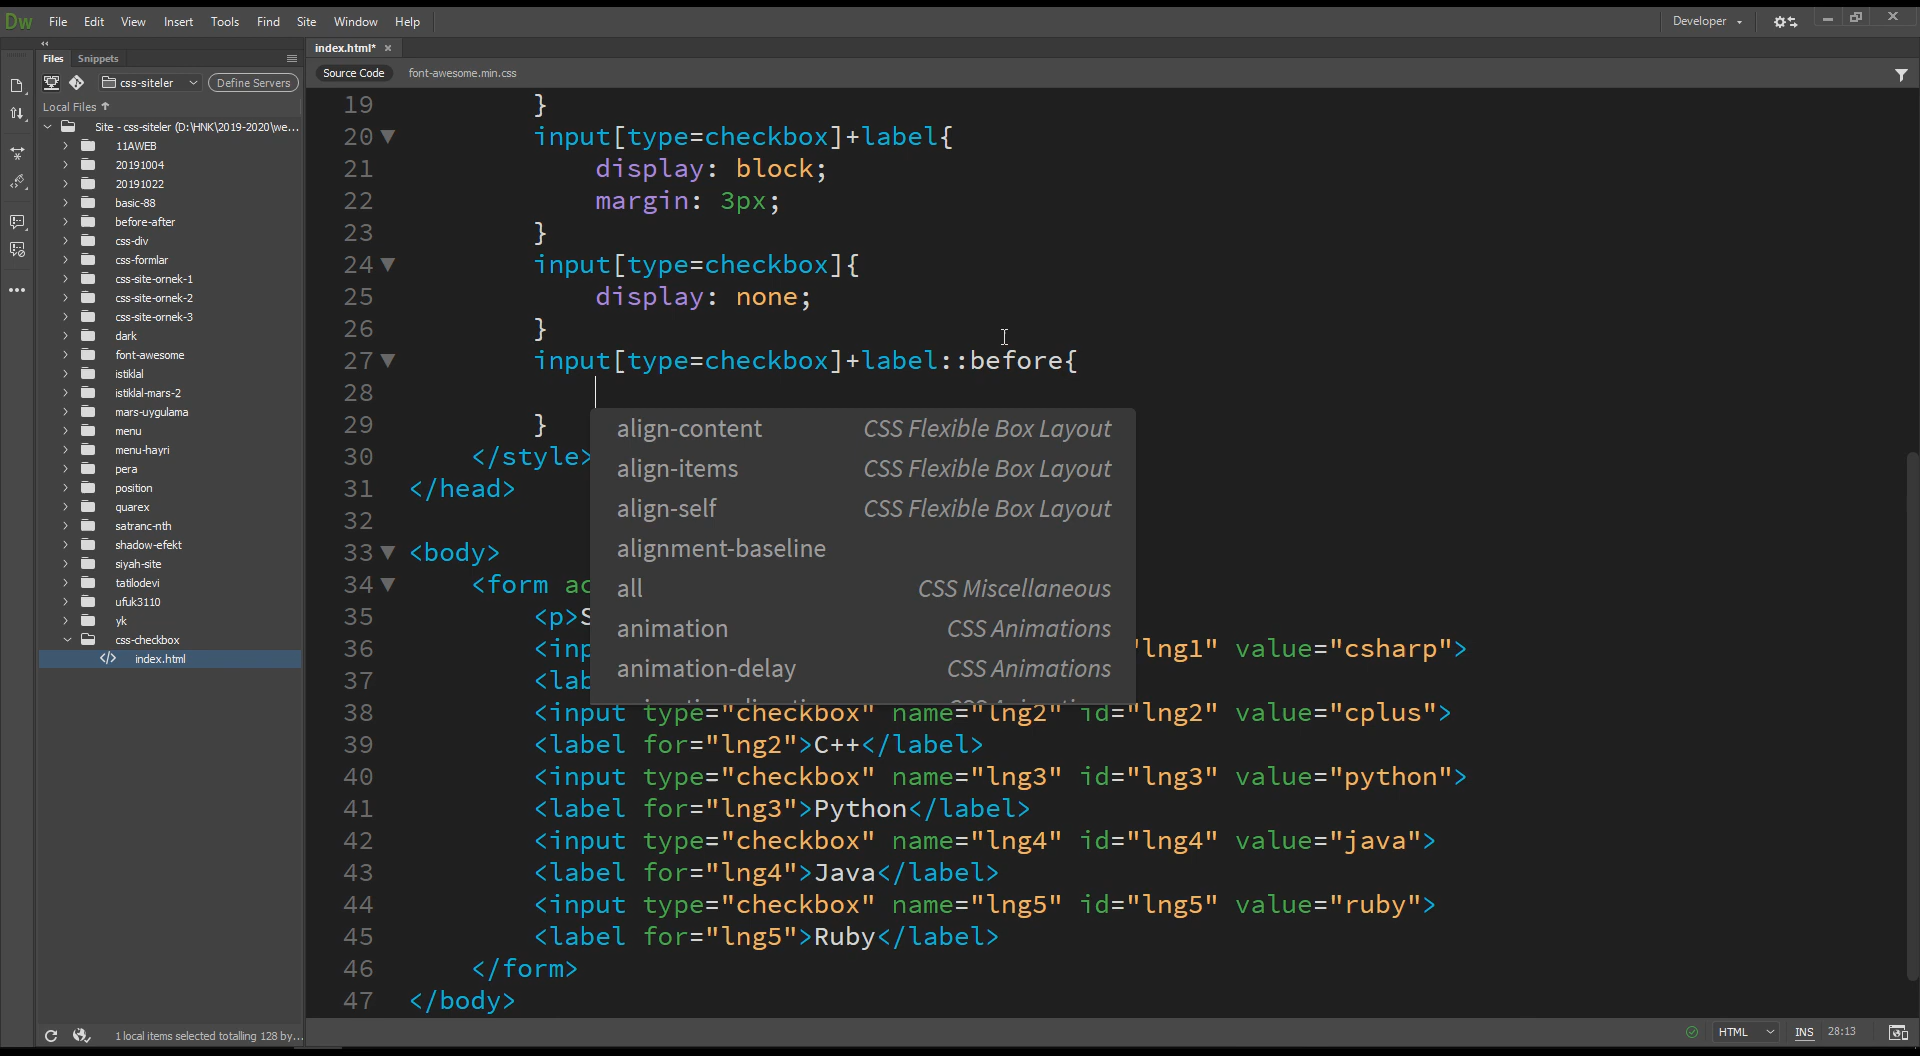 Dw File Edit View Insert Tools Find Site Window Help Developer
Files Snippets
index.html*
css-siteler Define Servers
Source Code font-awesome.min.css
Local Files
Site - css-siteler (D:\HNK\2019-2020\we...
11AWEB
20191004
20191022
basic-88
before-after
css-div
css-formlar
css-site-ornek-1
css-site-ornek-2
css-site-ornek-3
dark
font-awesome
istiklal
istiklal-mars-2
mars-uygulama
menu
menu-hayri
pera
position
quarex
satranc-nth
shadow-efekt
siyah-site
tatilodevi
ufuk3110
yk
css-checkbox
</> index.html
1 local items selected totalling 128 by...
19 }
20 input[type=checkbox]+label{
21 display: block;
22 margin: 3px;
23 }
24 input[type=checkbox]{
25 display: none;
26 }
27 input[type=checkbox]+label::before{
28
29 }
30 </style>
31 </head>
32
33 <body>
34 <form ac
35 <p>S
36 <inp "lng1" value="csharp">
37 <lab
38 <input type="checkbox" name="lng2" id="lng2" value="cplus">
39 <label for="lng2">C++</label>
40 <input type="checkbox" name="lng3" id="lng3" value="python">
41 <label for="lng3">Python</label>
42 <input type="checkbox" name="lng4" id="lng4" value="java">
43 <label for="lng4">Java</label>
44 <input type="checkbox" name="lng5" id="lng5" value="ruby">
45 <label for="lng5">Ruby</label>
46 </form>
47 </body>
align-content CSS Flexible Box Layout
align-items CSS Flexible Box Layout
align-self CSS Flexible Box Layout
alignment-baseline
all CSS Miscellaneous
animation CSS Animations
animation-delay CSS Animations
HTML INS 28:13